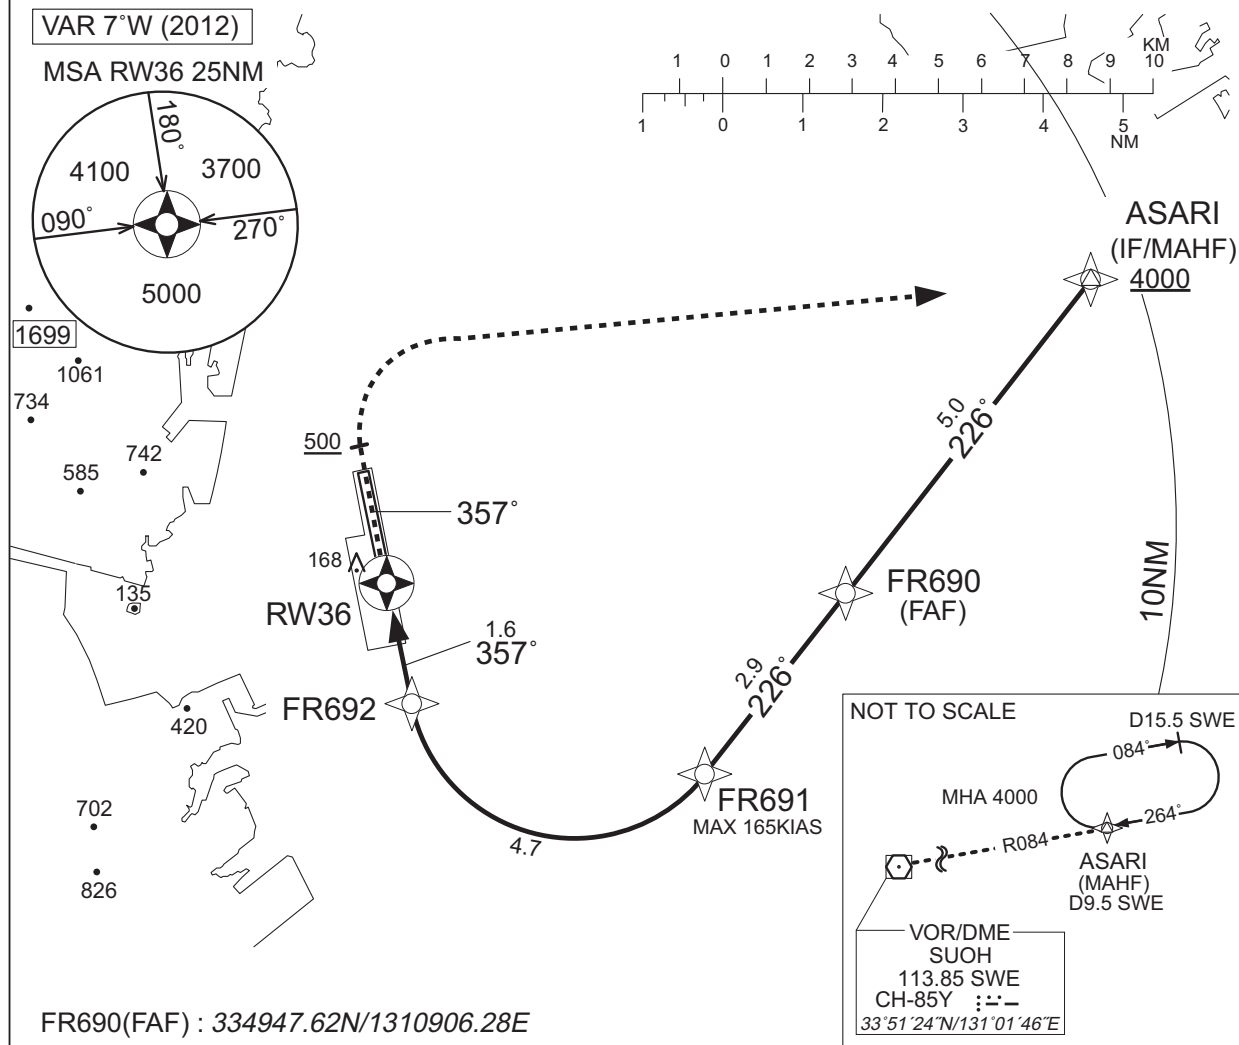 VAR 7°W (2012)
MSA RW36 25NM
180°
4100
3700
090°
270°
5000
KM
1 0 1 2 3 4 5 6 7 8 9 10
1 0 1 2 3 4 5
NM
ASARI
(IF/MAHF)
4000
1699
1061
734
742
585
500
5.0
226°
357°
168
135
RW36
FR690
(FAF)
10NM
1.6
357°
2.9
226°
FR692
420
FR691
MAX 165KIAS
4.7
702
826
NOT TO SCALE
D15.5 SWE
084°
MHA 4000
264°
R084
ASARI
(MAHF)
D9.5 SWE
VOR/DME
SUOH
113.85 SWE
CH-85Y
33°51´24˝N/131°01´46˝E
FR690(FAF) : 334947.62N/1310906.28E